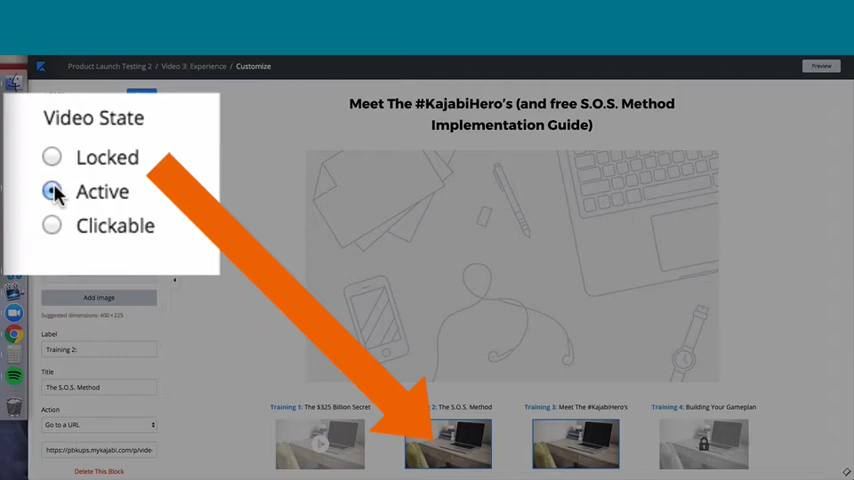 Product Launch Testing 2 / Video 3: Experience / Customize
Preview
Video State
Locked
Active
Clickable
Add Image
Suggested dimensions: 400 × 225
Label
Training 2:
Title
The S.O.S. Method
Action
Go to a URL
https://pbkups.mykajabi.com/p/vide
Delete This Block
Meet The #KajabiHero's (and free S.O.S. Method
Implementation Guide)
Training 1: The $325 Billion Secret
2: The S.O.S. Method
Training 3: Meet The #KajabiHero's
Training 4: Building Your Gameplan